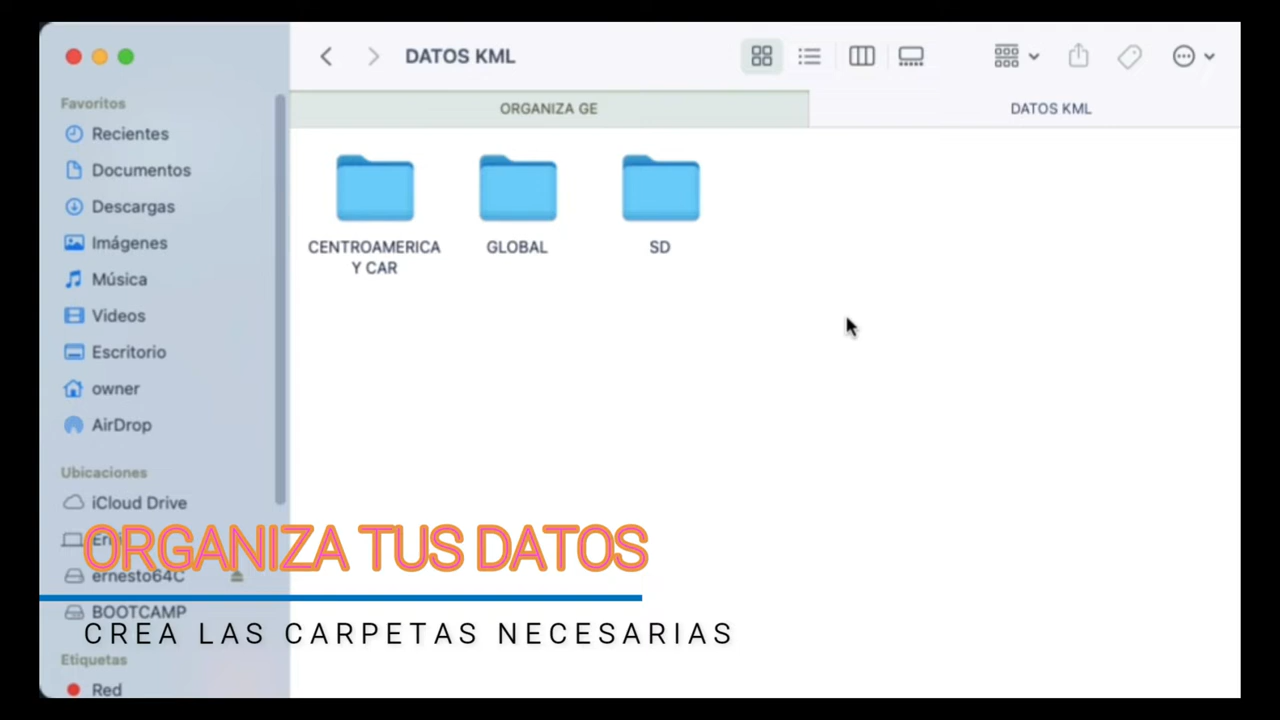 DATOS KML
ORGANIZA GE
DATOS KML
Favoritos
Recientes
Documentos
Descargas
Imágenes
Música
Videos
Escritorio
owner
AirDrop
Ubicaciones
iCloud Drive
ernesto64C
BOOTCAMP
Etiquetas
Red
CENTROAMERICA
Y CAR
GLOBAL
SD
ORGANIZA TUS DATOS
CREA LAS CARPETAS NECESARIAS